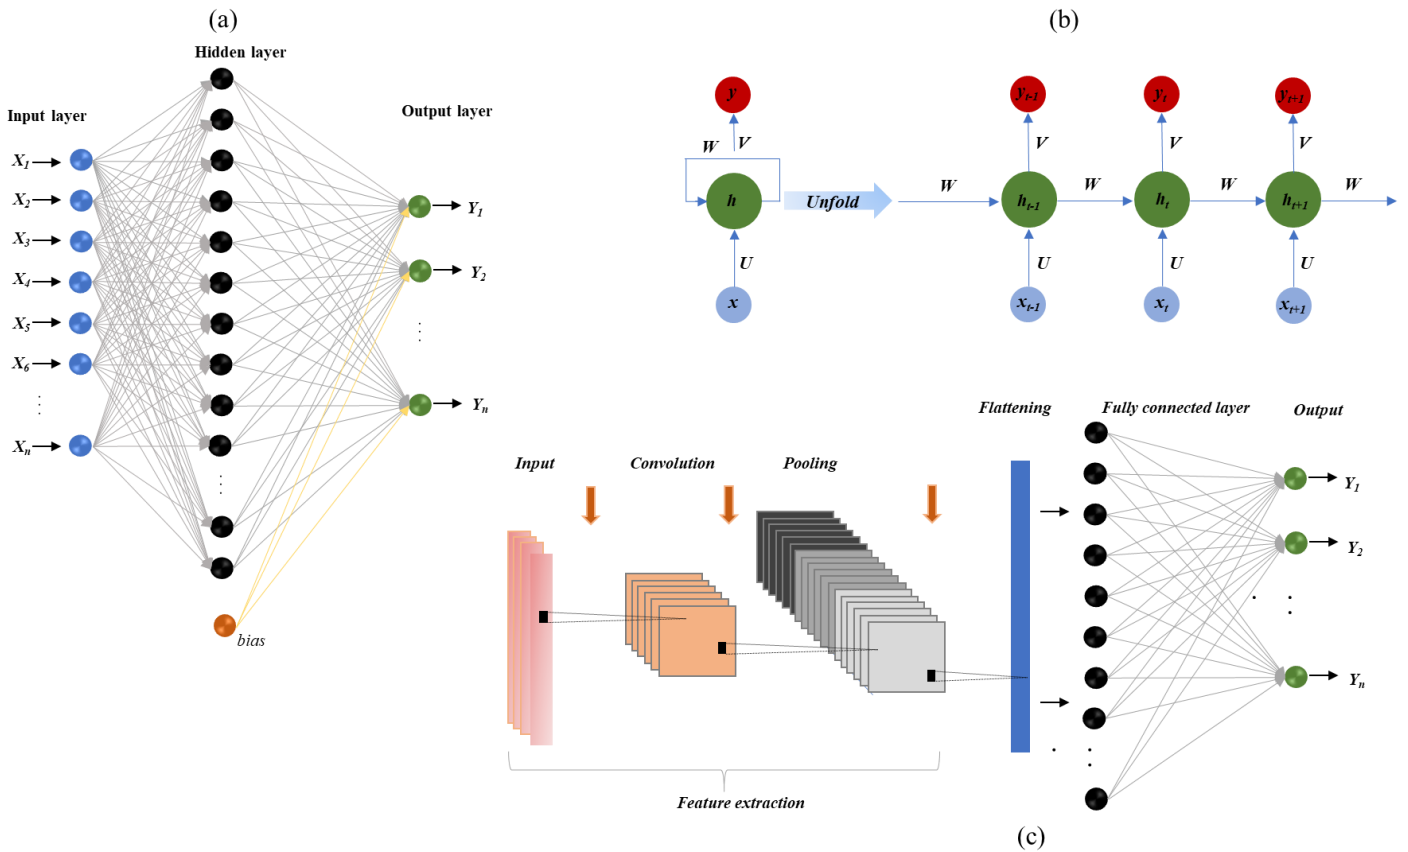 (a)
Hidden layer
Input layer
Output layer
X1
X2
X3
X4
X5
X6
Xn
Y1
Y2
Yn
bias
(b)
y
W V
h
U
x
Unfold
yt-1 yt yt+1
V V V
W W W W
ht-1 ht ht+1
U U U
xt-1 xt xt+1
Flattening Fully connected layer Output
Input Convolution Pooling
Y1
Y2
Yn
Feature extraction
(c)